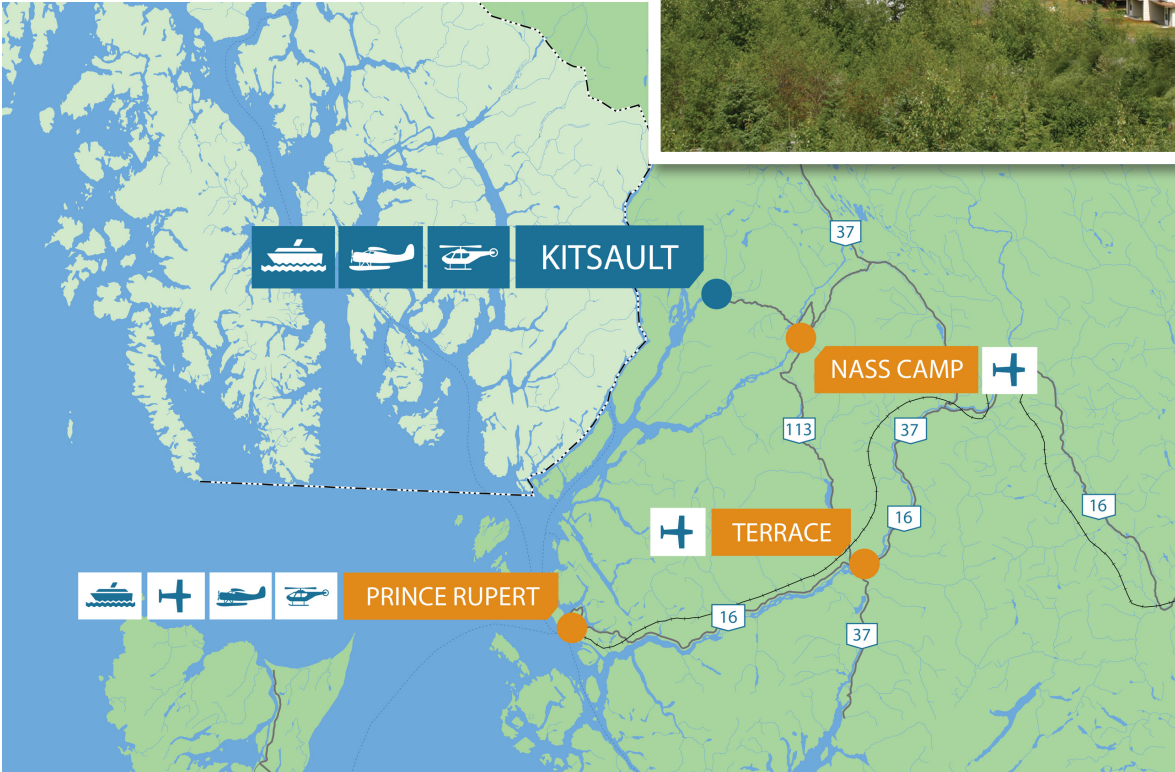 37
KITSAULT
NASS CAMP
113
37
16
16
TERRACE
PRINCE RUPERT
16
37